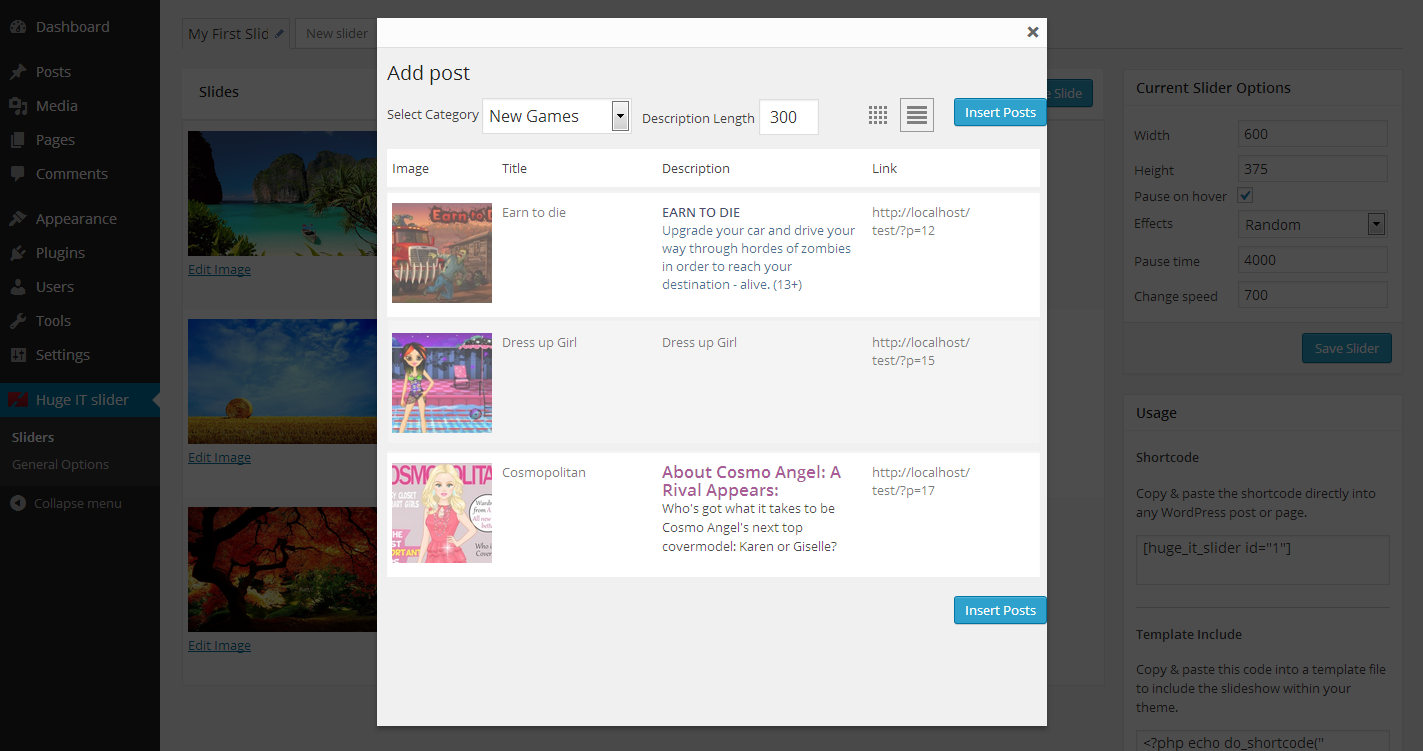 Dashboard
Posts
Media
Pages
Comments
Appearance
Plugins
Users
Tools
Settings
Huge IT slider
Sliders
General Options
Collapse menu
My First Slid
New slider
Slides
Edit Image
Edit Image
Edit Image
Add post
Select Category New Games Description Length 300 Insert Posts
Image Title Description Link
Earn to die
EARN TO DIE
Upgrade your car and drive your
way through hordes of zombies
in order to reach your
destination - alive. (13+)
http://localhost/
test/?p=12
Dress up Girl
Dress up Girl
http://localhost/
test/?p=15
Cosmopolitan
About Cosmo Angel: A
Rival Appears:
Who's got what it takes to be
Cosmo Angel's next top
covermodel: Karen or Giselle?
http://localhost/
test/?p=17
Insert Posts
Slide
Current Slider Options
Width 600
Height 375
Pause on hover
Effects Random
Pause time 4000
Change speed 700
Save Slider
Usage
Shortcode
Copy & paste the shortcode directly into
any WordPress post or page.
[huge_it_slider id="1"]
Template Include
Copy & paste this code into a template file
to include the slideshow within your
theme.
<?php echo do_shortcode("